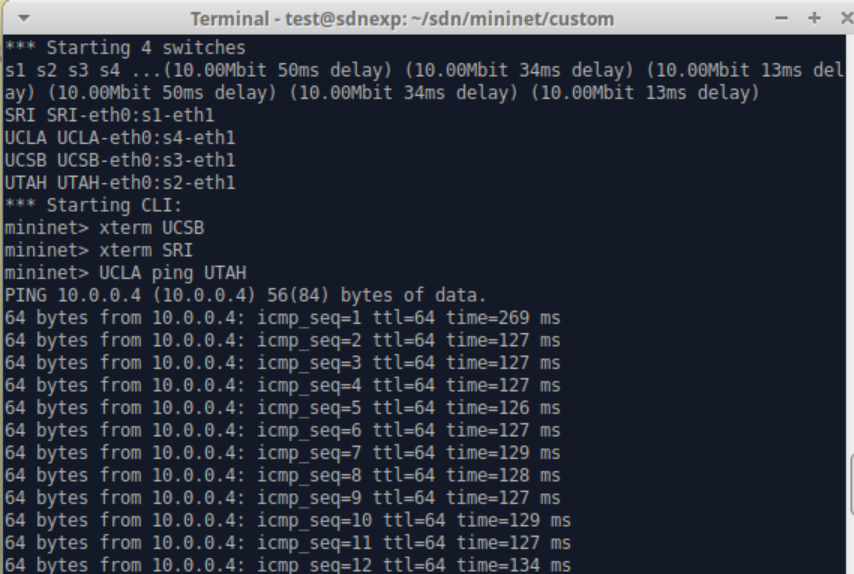 Terminal - test@sdnexp: ~/sdn/mininet/custom
*** Starting 4 switches
s1 s2 s3 s4 ...(10.00Mbit 50ms delay) (10.00Mbit 34ms delay) (10.00Mbit 13ms del
ay) (10.00Mbit 50ms delay) (10.00Mbit 34ms delay) (10.00Mbit 13ms delay)
SRI SRI-eth0:s1-eth1
UCLA UCLA-eth0:s4-eth1
UCSB UCSB-eth0:s3-eth1
UTAH UTAH-eth0:s2-eth1
*** Starting CLI:
mininet> xterm UCSB
mininet> xterm SRI
mininet> UCLA ping UTAH
PING 10.0.0.4 (10.0.0.4) 56(84) bytes of data.
64 bytes from 10.0.0.4: icmp_seq=1 ttl=64 time=269 ms
64 bytes from 10.0.0.4: icmp_seq=2 ttl=64 time=127 ms
64 bytes from 10.0.0.4: icmp_seq=3 ttl=64 time=127 ms
64 bytes from 10.0.0.4: icmp_seq=4 ttl=64 time=127 ms
64 bytes from 10.0.0.4: icmp_seq=5 ttl=64 time=126 ms
64 bytes from 10.0.0.4: icmp_seq=6 ttl=64 time=127 ms
64 bytes from 10.0.0.4: icmp_seq=7 ttl=64 time=129 ms
64 bytes from 10.0.0.4: icmp_seq=8 ttl=64 time=128 ms
64 bytes from 10.0.0.4: icmp_seq=9 ttl=64 time=127 ms
64 bytes from 10.0.0.4: icmp_seq=10 ttl=64 time=129 ms
64 bytes from 10.0.0.4: icmp_seq=11 ttl=64 time=127 ms
64 bytes from 10.0.0.4: icmp_seq=12 ttl=64 time=134 ms